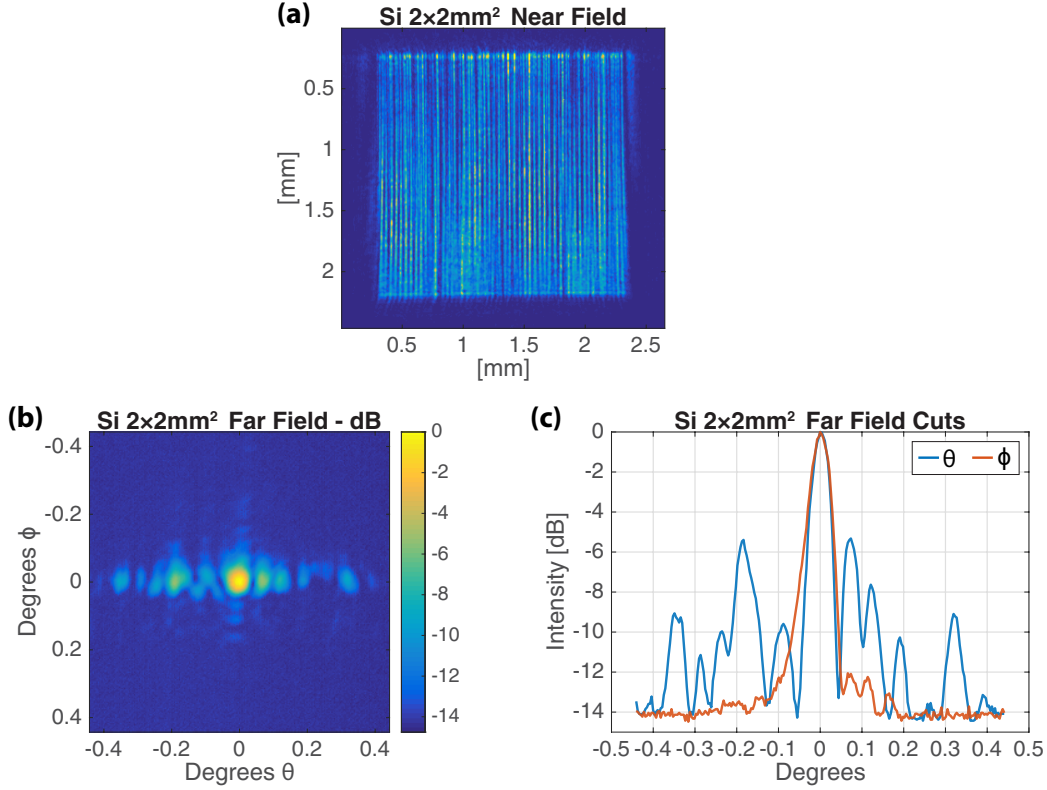 (a)
Si 2×2mm² Near Field
0.5
1
1.5
2
[mm]
0.5 1 1.5 2 2.5
[mm]
(b)
Si 2×2mm² Far Field - dB
-0.4
-0.2
0
0.2
0.4
Degrees ϕ
-0.4 -0.2 0 0.2 0.4
Degrees θ
0
-2
-4
-6
-8
-10
-12
-14
(c)
Si 2×2mm² Far Field Cuts
θ ϕ
0
-2
-4
-6
-8
-10
-12
-14
Intensity [dB]
-0.5 -0.4 -0.3 -0.2 -0.1 0 0.1 0.2 0.3 0.4 0.5
Degrees